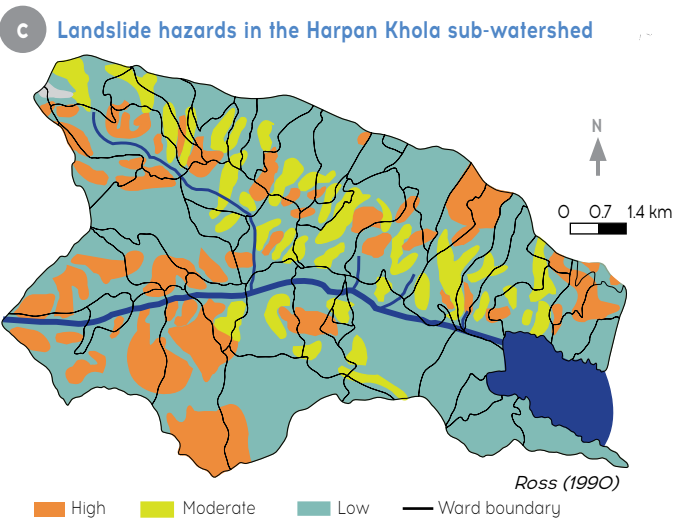 C Landslide hazards in the Harpan Khola sub-watershed
N
0 0.7 1.4 km
Ross (1990)
High Moderate Low Ward boundary